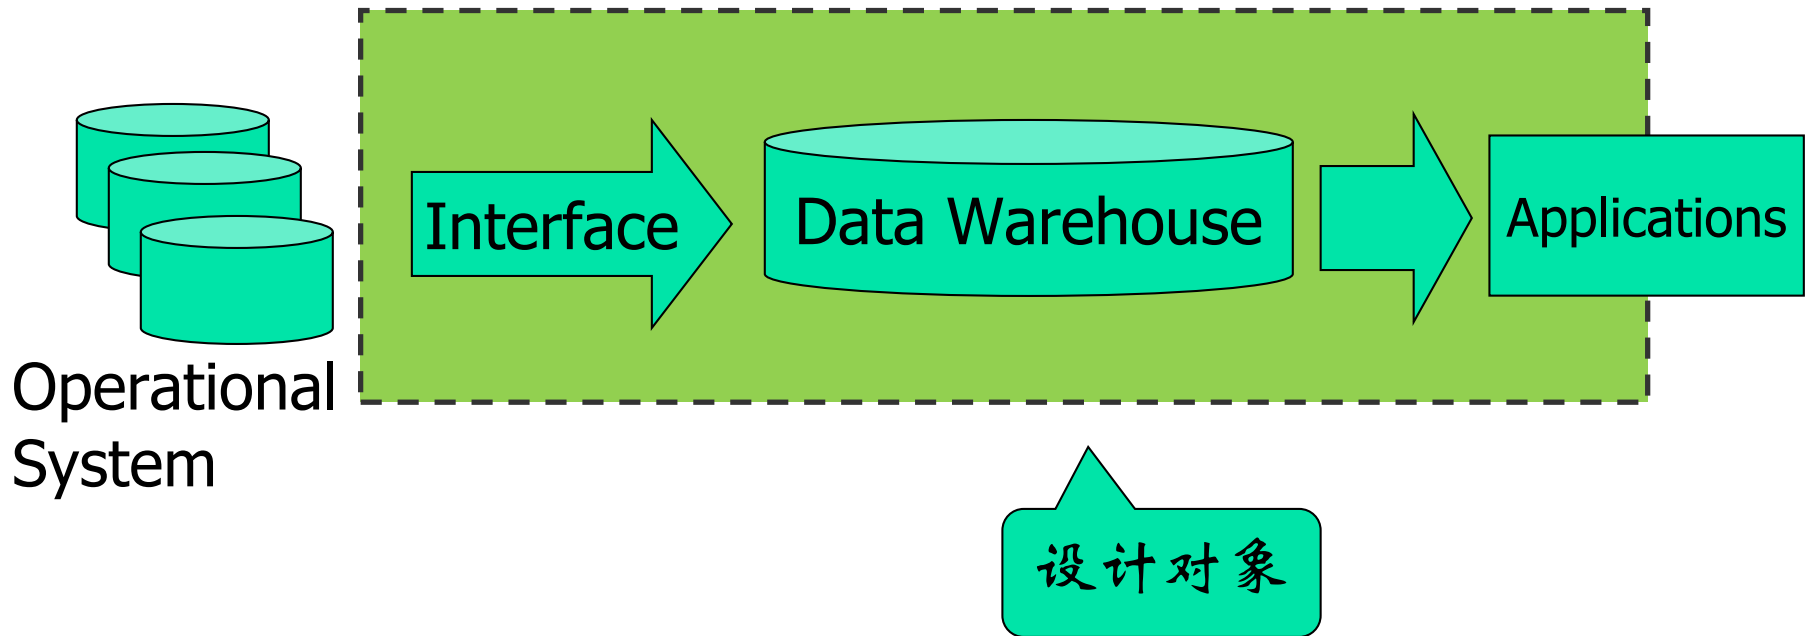 Interface
Data Warehouse
Applications
Operational
System
设计对象